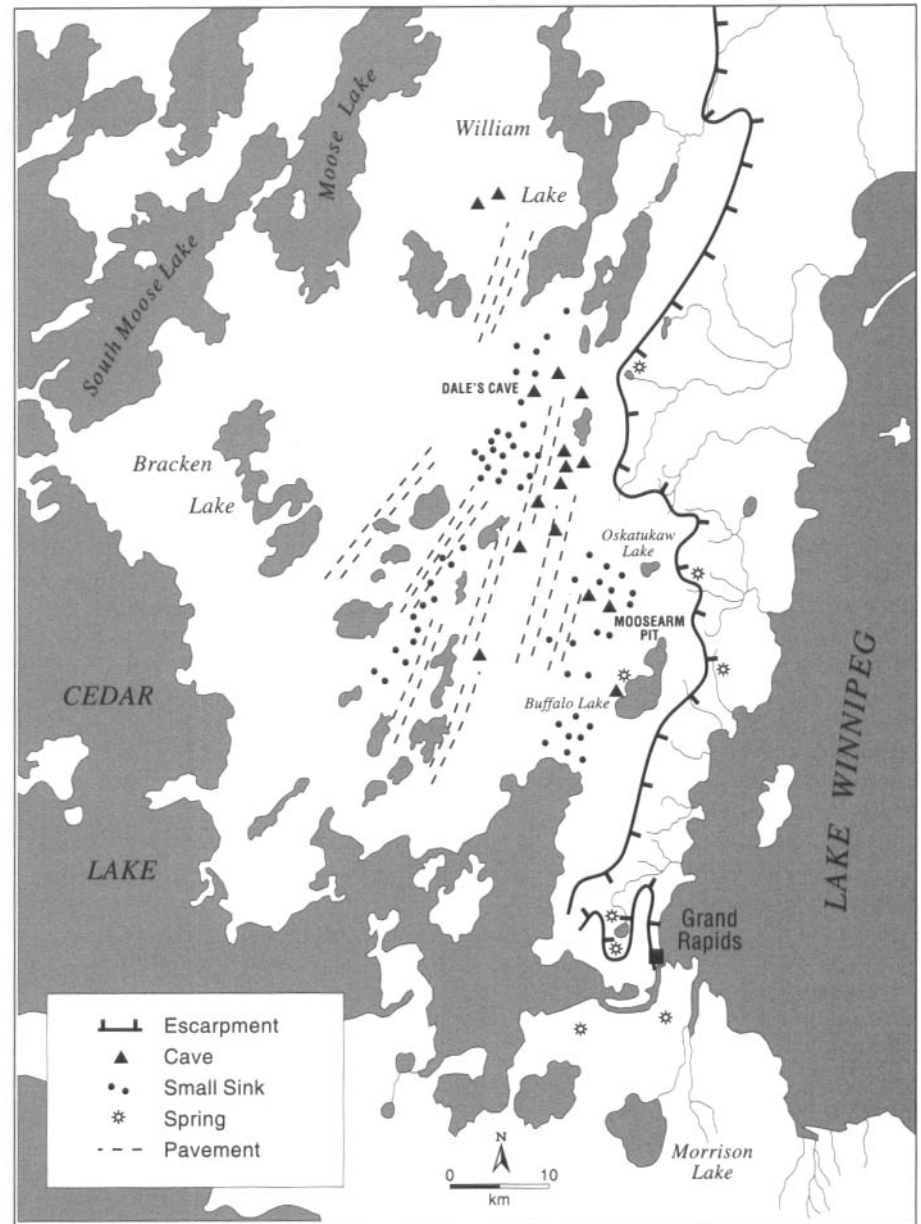 Moose Lake
William
Lake
South Moose Lake
DALE'S CAVE
Bracken
Lake
Oskatukaw
Lake
MOOSEARM
PIT
CEDAR
LAKE
Buffalo Lake
LAKE WINNIPEG
Grand
Rapids
Escarpment
Cave
Small Sink
Spring
Pavement
N
0 10
km
Morrison
Lake